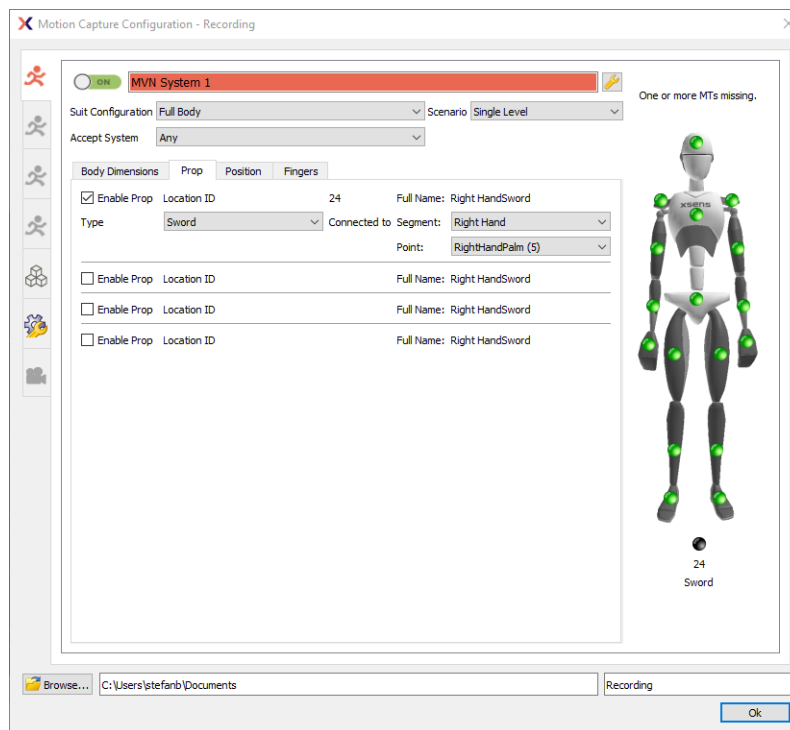 Motion Capture Configuration - Recording
ON MVN System 1
One or more MTs missing.
Suit Configuration Full Body Scenario Single Level
Accept System Any
Body Dimensions Prop Position Fingers
Enable Prop Location ID 24 Full Name: Right HandSword
Type Sword Connected to Segment: Right Hand
Point: RightHandPalm (5)
Enable Prop Location ID Full Name: Right HandSword
Enable Prop Location ID Full Name: Right HandSword
Enable Prop Location ID Full Name: Right HandSword
xsens
24
Sword
Browse... C:\Users\stefanb\Documents Recording
Ok